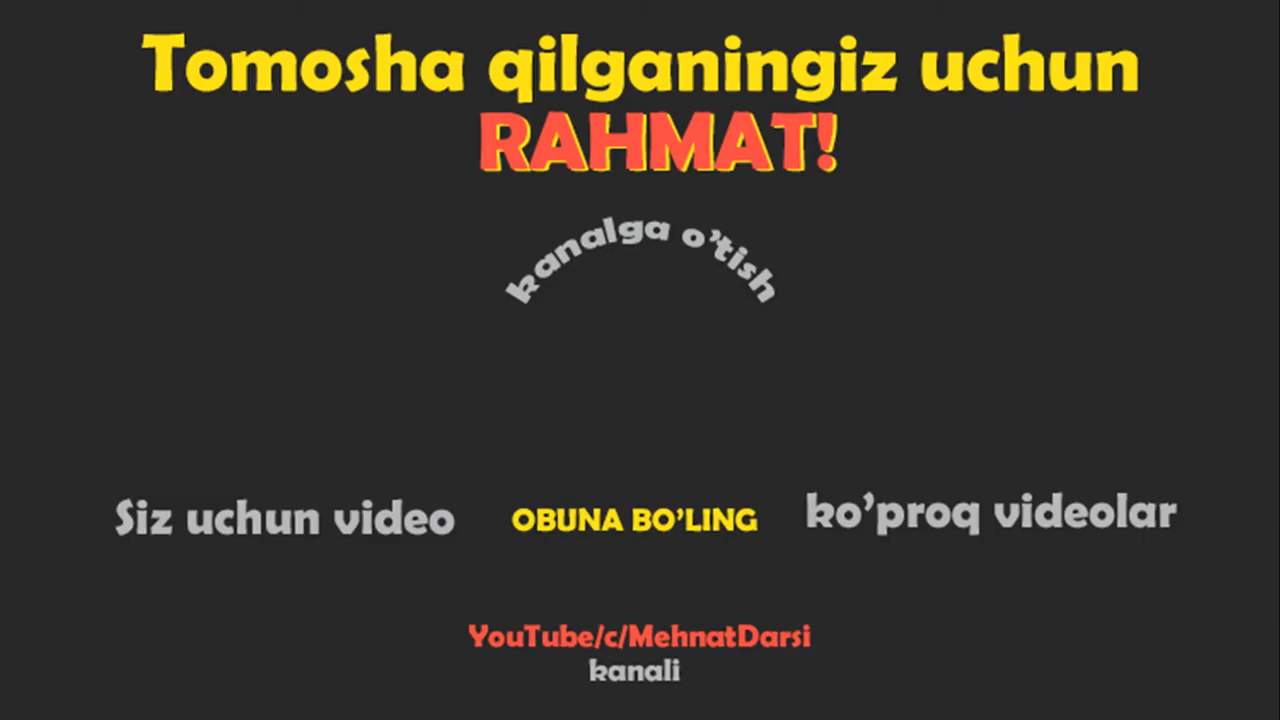 Tomosha qilganingiz uchun
RAHMAT!
kanalga o’tish
Siz uchun video
OBUNA BO’LING
ko’proq videolar
YouTube/c/MehnatDarsi
kanali